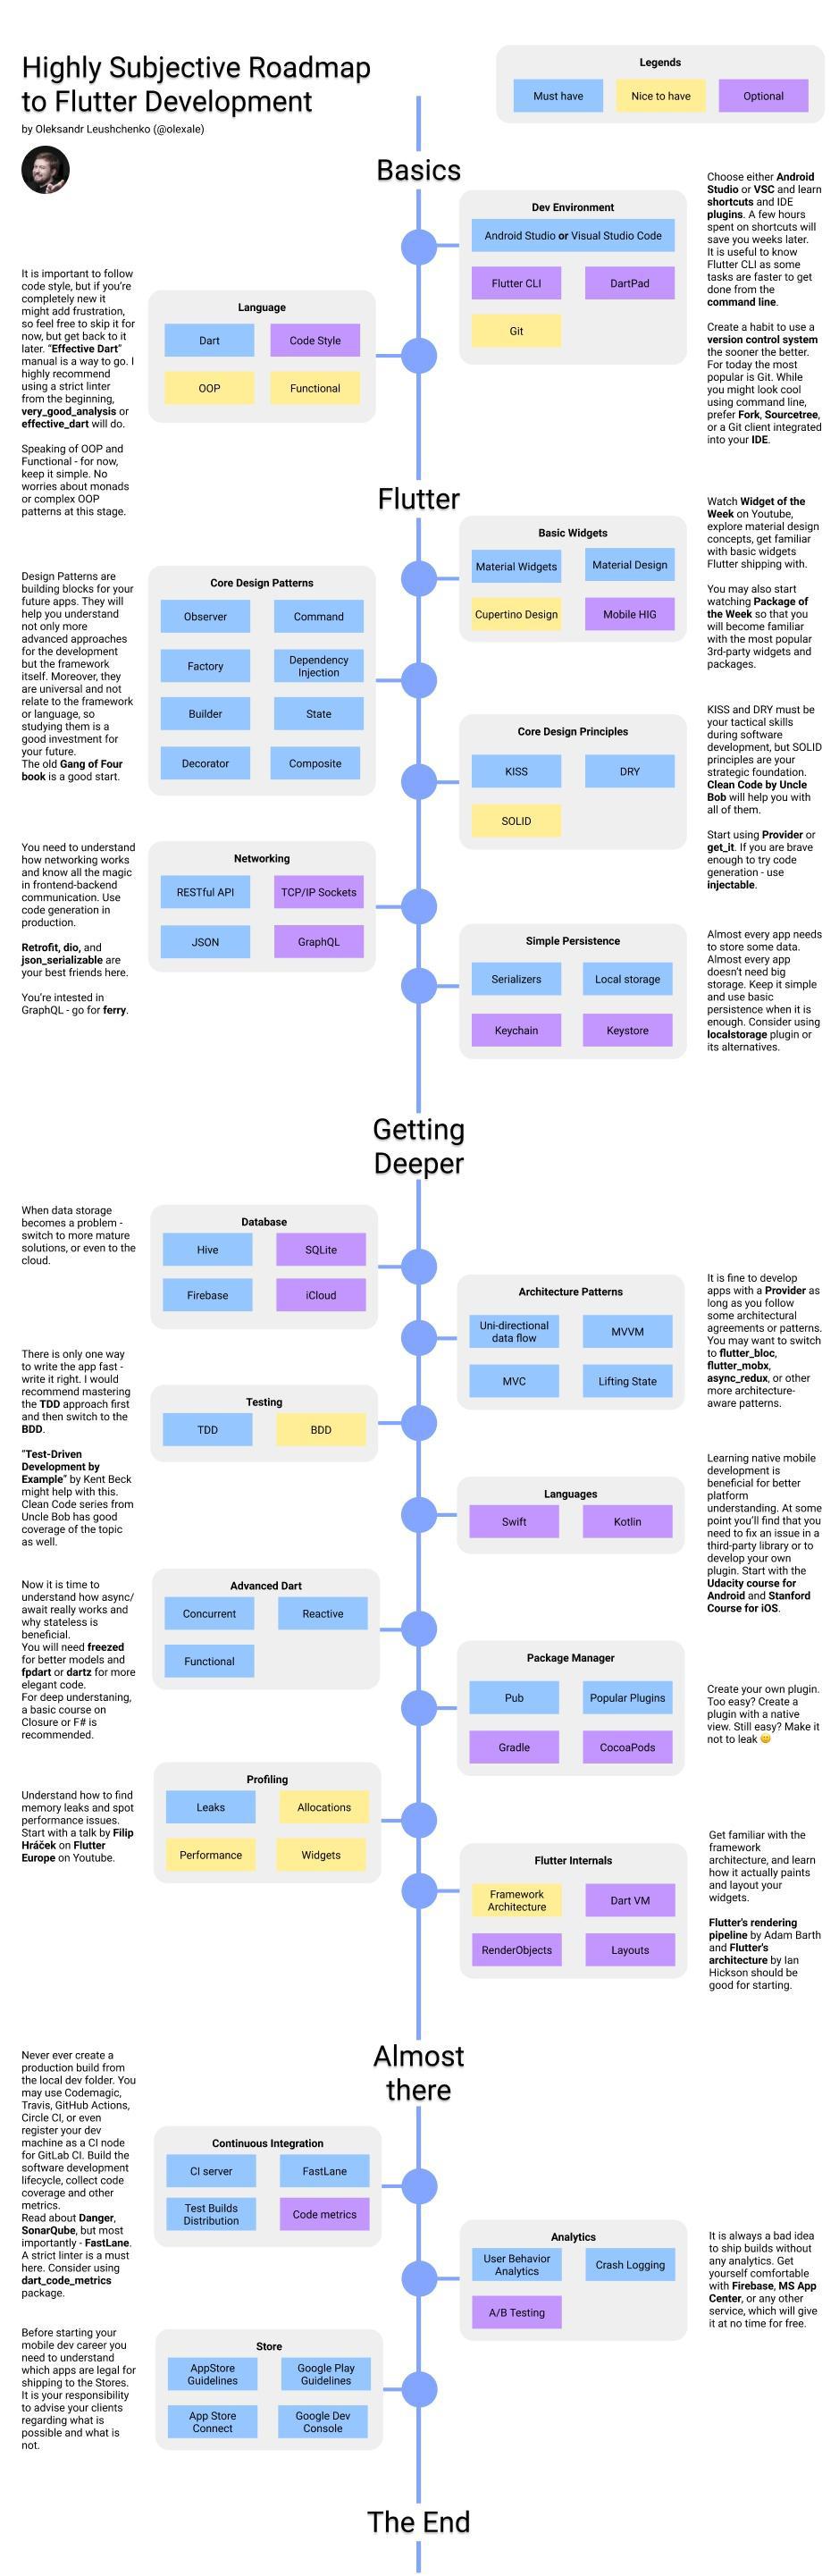 Highly Subjective Roadmap
to Flutter Development
by Oleksandr Leushchenko (@olexale)
Legends
Must have
Nice to have
Optional
Basics
Dev Environment
Android Studio or Visual Studio Code
Flutter CLI
DartPad
Git
Choose either Android
Studio or VSC and learn
shortcuts and IDE
plugins. A few hours
spent on shortcuts will
save you weeks later.
It is useful to know
Flutter CLI as some
tasks are faster to get
done from the
command line.
Create a habit to use a
version control system
the sooner the better.
For today the most
popular is Git. While
you might look cool
using command line,
prefer Fork, Sourcetree,
or a Git client integrated
into your IDE.
It is important to follow
code style, but if you're
completely new it
might add frustration,
so feel free to skip it for
now, but get back to it
later. “Effective Dart”
manual is a way to go. I
highly recommend
using a strict linter
from the beginning,
very_good_analysis or
effective_dart will do.
Speaking of OOP and
Functional - for now,
keep it simple. No
worries about monads
or complex OOP
patterns at this stage.
Language
Dart
Code Style
OOP
Functional
Flutter
Basic Widgets
Material Widgets
Material Design
Cupertino Design
Mobile HIG
Watch Widget of the
Week on Youtube,
explore material design
concepts, get familiar
with basic widgets
Flutter shipping with.
You may also start
watching Package of
the Week so that you
will become familiar
with the most popular
3rd-party widgets and
packages.
Design Patterns are
building blocks for your
future apps. They will
help you understand
not only more
advanced approaches
for the development
but the framework
itself. Moreover, they
are universal and not
relate to the framework
or language, so
studying them is a
good investment for
your future.
The old Gang of Four
book is a good start.
Core Design Patterns
Observer
Command
Factory
Dependency
Injection
Builder
State
Decorator
Composite
Core Design Principles
KISS
DRY
SOLID
KISS and DRY must be
your tactical skills
during software
development, but SOLID
principles are your
strategic foundation.
Clean Code by Uncle
Bob will help you with
all of them.
Start using Provider or
get_it. If you are brave
enough to try code
generation - use
injectable.
You need to understand
how networking works
and know all the magic
in frontend-backend
communication. Use
code generation in
production.
Retrofit, dio, and
json_serializable are
your best friends here.
You're intested in
GraphQL - go for ferry.
Networking
RESTful API
TCP/IP Sockets
JSON
GraphQL
Simple Persistence
Serializers
Local storage
Keychain
Keystore
Almost every app needs
to store some data.
Almost every app
doesn't need big
storage. Keep it simple
and use basic
persistence when it is
enough. Consider using
localstorage plugin or
its alternatives.
Getting
Deeper
When data storage
becomes a problem -
switch to more mature
solutions, or even to the
cloud.
Database
Hive
SQLite
Firebase
iCloud
Architecture Patterns
Uni-directional
data flow
MVVM
MVC
Lifting State
It is fine to develop
apps with a Provider as
long as you follow
some architectural
agreements or patterns.
You may want to switch
to flutter_bloc,
flutter_mobx,
async_redux, or other
more architecture-
aware patterns.
There is only one way
to write the app fast -
write it right. I would
recommend mastering
the TDD approach first
and then switch to the
BDD.
“Test-Driven
Development by
Example” by Kent Beck
might help with this.
Clean Code series from
Uncle Bob has good
coverage of the topic
as well.
Testing
TDD
BDD
Languages
Swift
Kotlin
Learning native mobile
development is
beneficial for better
platform
understanding. At some
point you'll find that you
need to fix an issue in a
third-party library or to
develop your own
plugin. Start with the
Udacity course for
Android and Stanford
Course for iOS.
Now it is time to
understand how async/
await really works and
why stateless is
beneficial.
You will need freezed
for better models and
fpdart or dartz for more
elegant code.
For deep understaning,
a basic course on
Closure or F# is
recommended.
Advanced Dart
Concurrent
Reactive
Functional
Package Manager
Pub
Popular Plugins
Gradle
CocoaPods
Create your own plugin.
Too easy? Create a
plugin with a native
view. Still easy? Make it
not to leak 🙂
Understand how to find
memory leaks and spot
performance issues.
Start with a talk by Filip
Hráček on Flutter
Europe on Youtube.
Profiling
Leaks
Allocations
Performance
Widgets
Flutter Internals
Framework
Architecture
Dart VM
RenderObjects
Layouts
Get familiar with the
framework
architecture, and learn
how it actually paints
and layout your
widgets.
Flutter's rendering
pipeline by Adam Barth
and Flutter's
architecture by Ian
Hickson should be
good for starting.
Almost
there
Never ever create a
production build from
the local dev folder. You
may use Codemagic,
Travis, GitHub Actions,
Circle CI, or even
register your dev
machine as a CI node
for GitLab CI. Build the
software development
lifecycle, collect code
coverage and other
metrics.
Read about Danger,
SonarQube, but most
importantly - FastLane.
A strict linter is a must
here. Consider using
dart_code_metrics
package.
Continuous Integration
CI server
FastLane
Test Builds
Distribution
Code metrics
Analytics
User Behavior
Analytics
Crash Logging
A/B Testing
It is always a bad idea
to ship builds without
any analytics. Get
yourself comfortable
with Firebase, MS App
Center, or any other
service, which will give
it at no time for free.
Before starting your
mobile dev career you
need to understand
which apps are legal for
shipping to the Stores.
It is your responsibility
to advise your clients
regarding what is
possible and what is
not.
Store
AppStore
Guidelines
Google Play
Guidelines
App Store
Connect
Google Dev
Console
The End